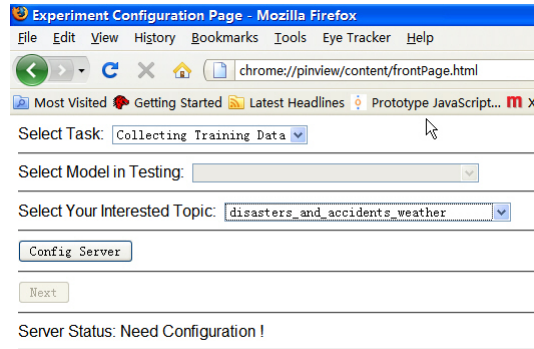 Experiment Configuration Page - Mozilla Firefox
File Edit View History Bookmarks Tools Eye Tracker Help
chrome://pinview/content/frontPage.html
Most Visited Getting Started Latest Headlines Prototype JavaScript... m X
Select Task: Collecting Training Data
Select Model in Testing:
Select Your Interested Topic: disasters_and_accidents_weather
Config Server
Next
Server Status: Need Configuration !